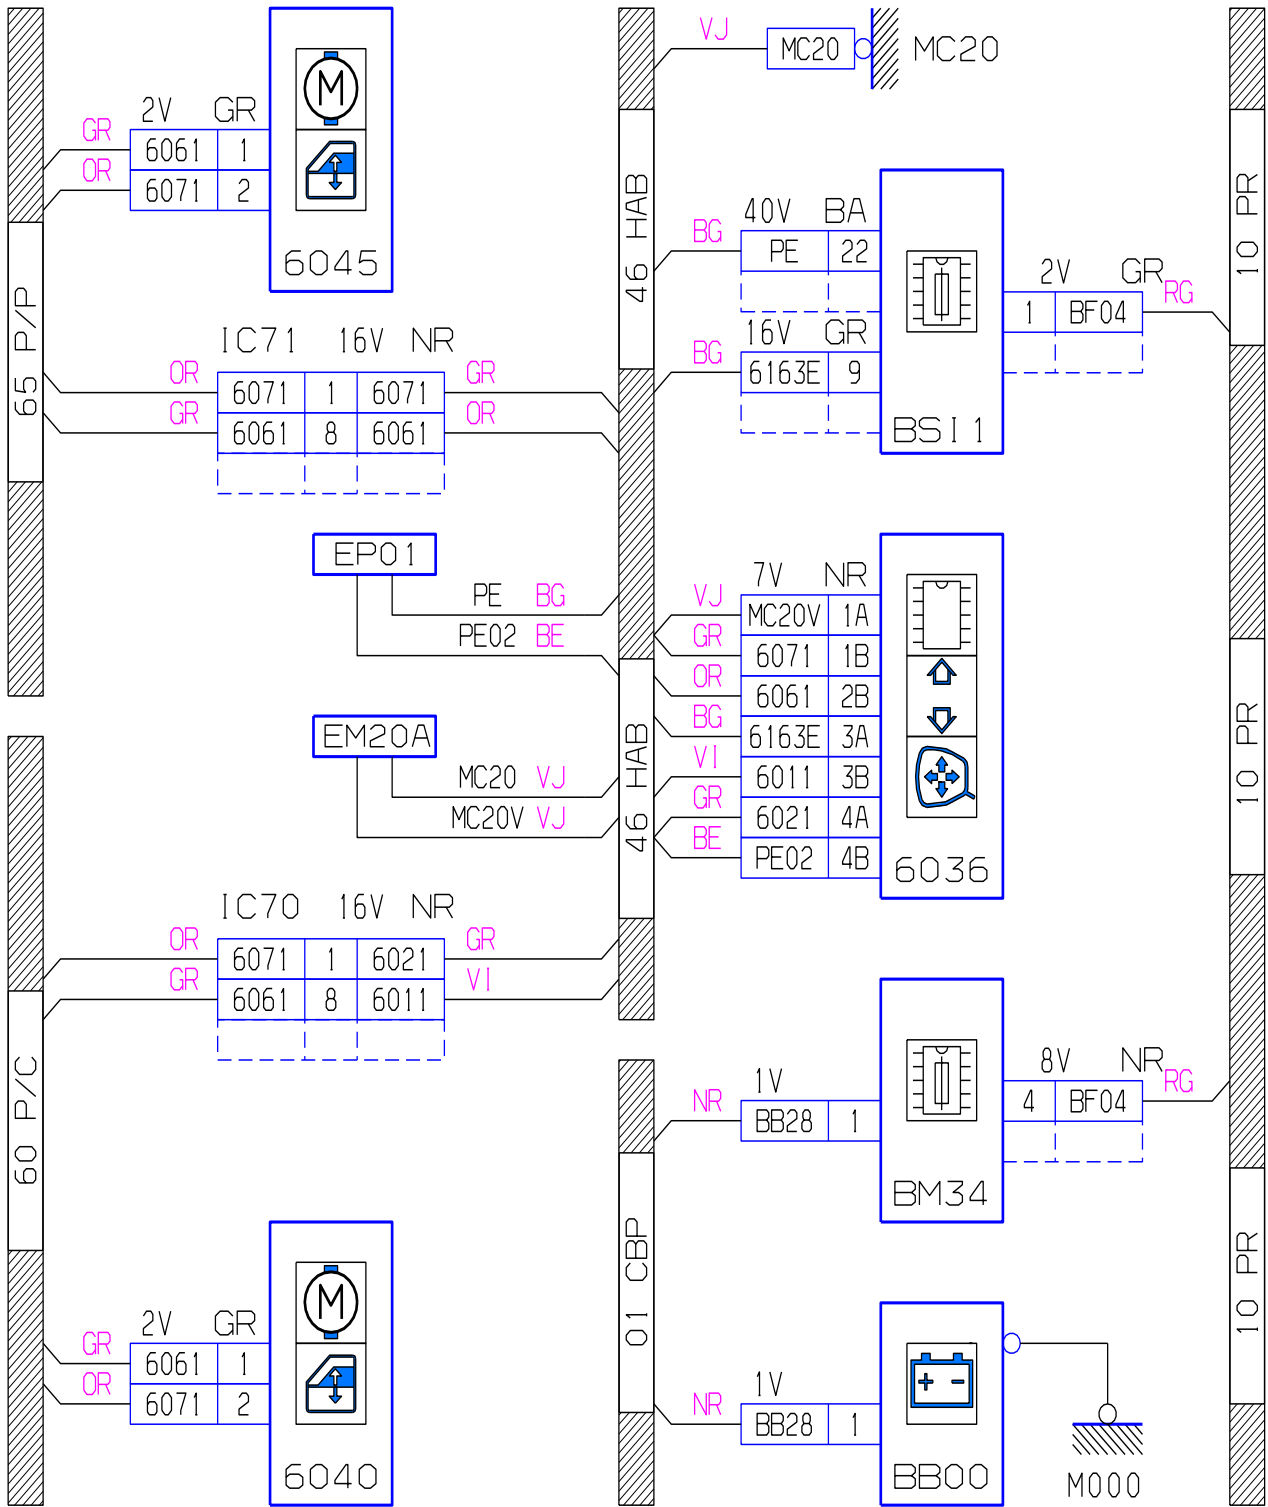 M
2V GR
GR 6061 1
OR 6071 2
6045
65 P/P
IC71 16V NR
OR 6071 1 6071 GR
GR 6061 8 6061 OR
EP01
PE BG
PE02 BE
EM20A
MC20 VJ
MC20V VJ
IC70 16V NR
OR 6071 1 6021 GR
GR 6061 8 6011 VI
60 P/C
M
2V GR
GR 6061 1
OR 6071 2
6040
46 HAB
46 HAB
01 CBP
VJ MC20 MC20
40V BA
BG PE 22
16V GR
BG 6163E 9
BSI1
2V GR
1 BF04 RG
7V NR
VJ MC20V 1A
GR 6071 1B
OR 6061 2B
BG 6163E 3A
VI 6011 3B
GR 6021 4A
BE PE02 4B
6036
1V
NR BB28 1
BM34
8V NR
4 BF04 RG
1V
NR BB28 1
+ -
BB00
M000
10 PR
10 PR
10 PR